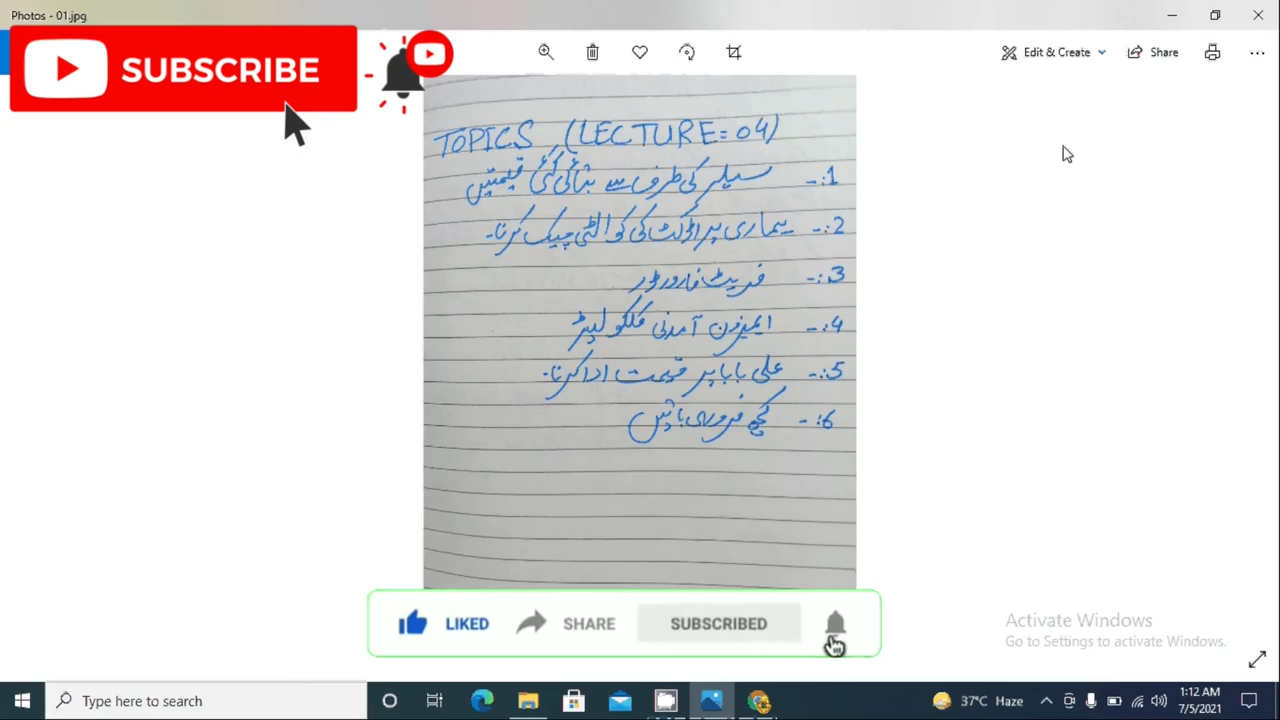 Photos - 01.jpg
SUBSCRIBE
Edit & Create
Share
TOPICS (LECTURE=04)
1:- سیلر کی طرف سے بتائی گئی قیمتیں
2:- ہماری پراڈکٹ کی کوالٹی چیک کرنا۔
3:- فریٹ فارورڈر
4:- ایمیزون آمدنی کلکولیٹر
5:- علی بابا پر قیمت ادا کرنا۔
6:- کچھ ضروری باتیں
LIKED
SHARE
SUBSCRIBED
Activate Windows
Go to Settings to activate Windows.
Type here to search
37°C Haze
1:12 AM
7/5/2021